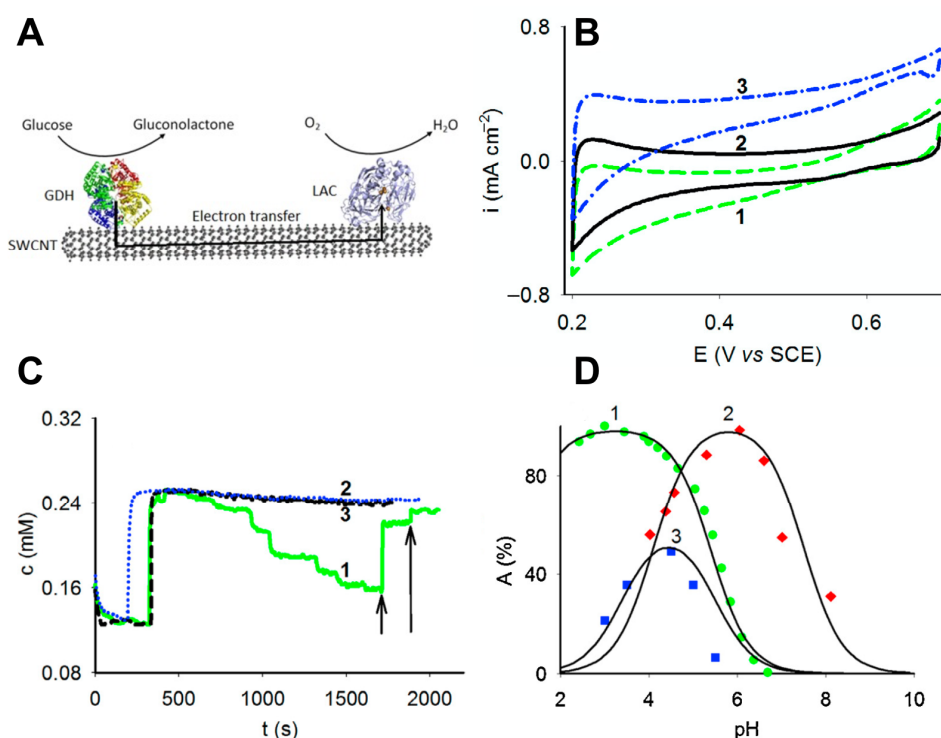 A
Glucose
Gluconolactone
O₂
H₂O
GDH
LAC
Electron transfer
SWCNT
B
0.8
0.0
−0.8
i (mA cm⁻²)
3
2
1
0.2
0.4
0.6
E (V vs SCE)
C
0.32
0.24
0.16
0.08
c (mM)
2
3
1
0
500
1000
1500
2000
t (s)
D
80
40
0
A (%)
1
2
3
2
4
6
8
10
pH